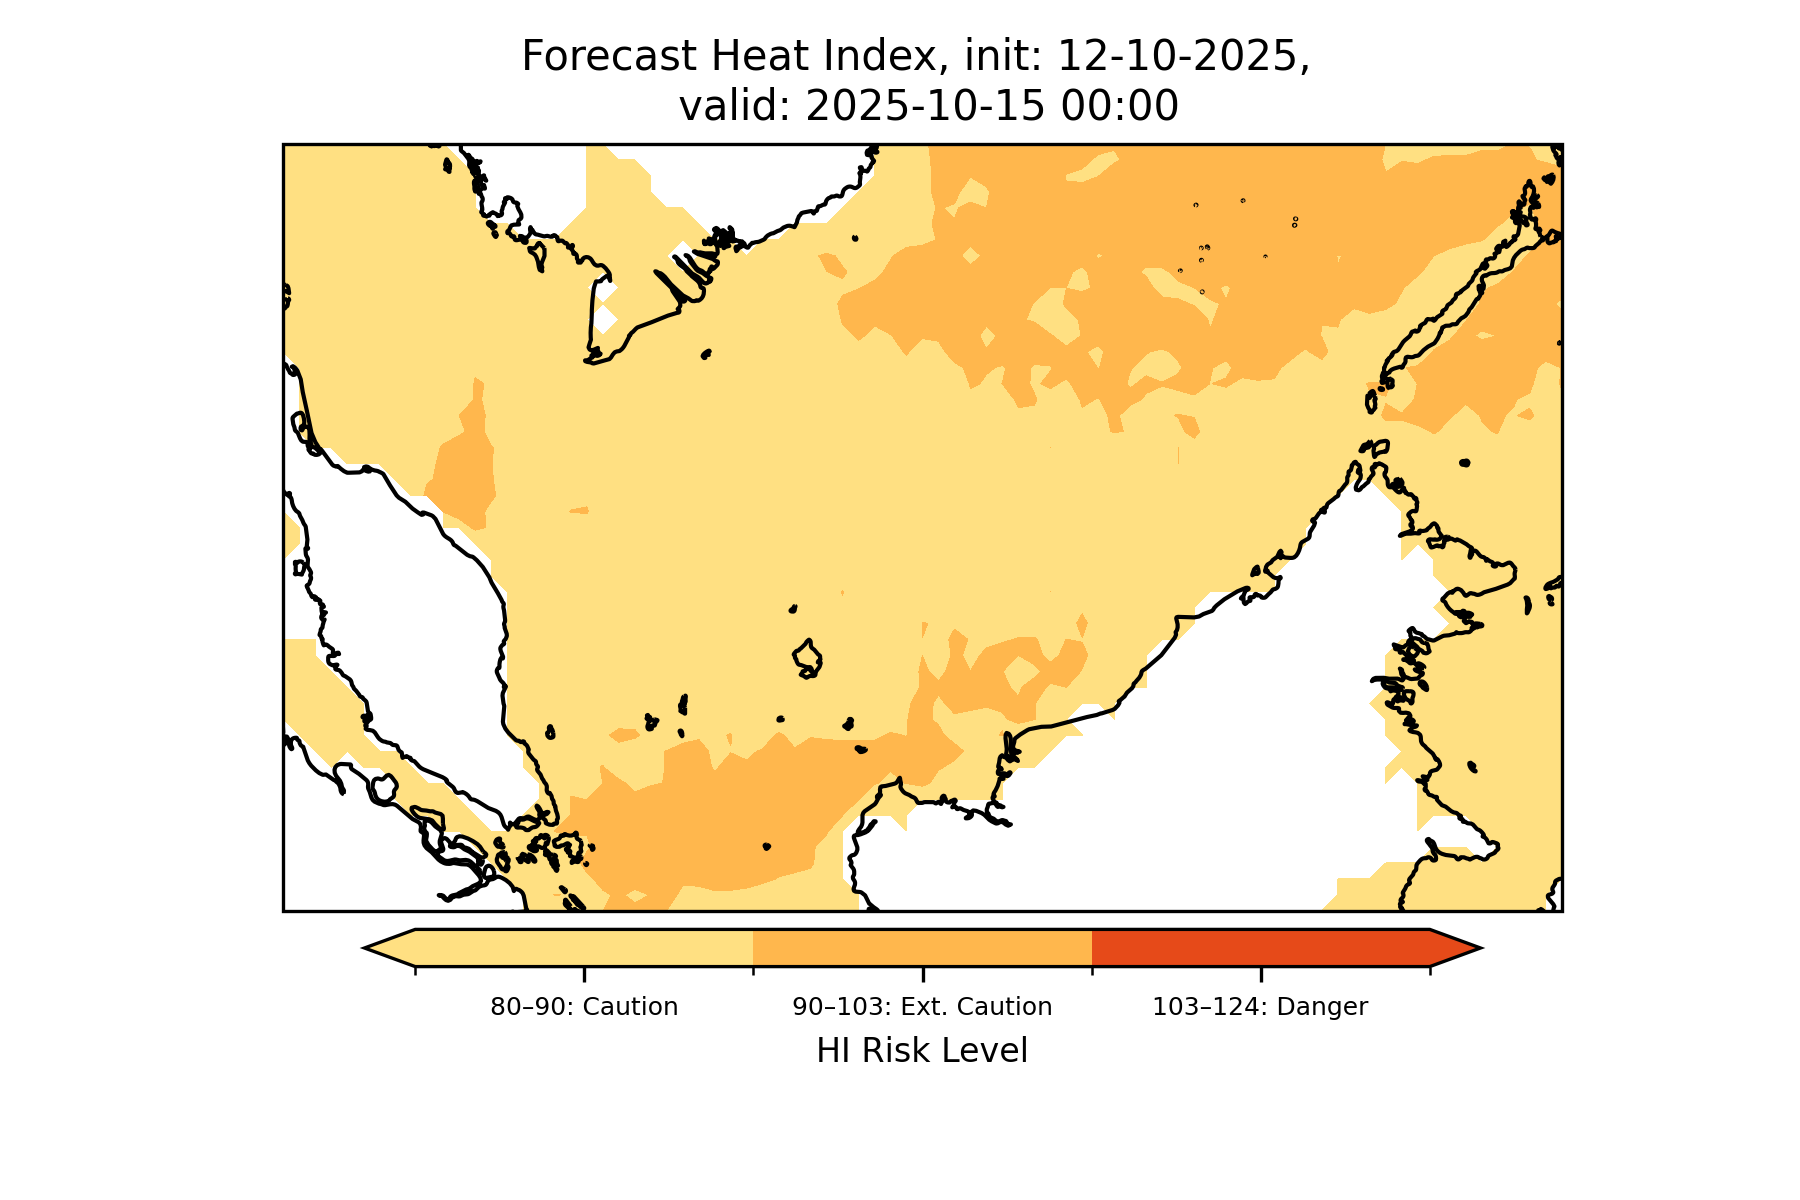 Forecast Heat Index, init: 12-10-2025,
valid: 2025-10-15 00:00
80–90: Caution
90–103: Ext. Caution
103–124: Danger
HI Risk Level